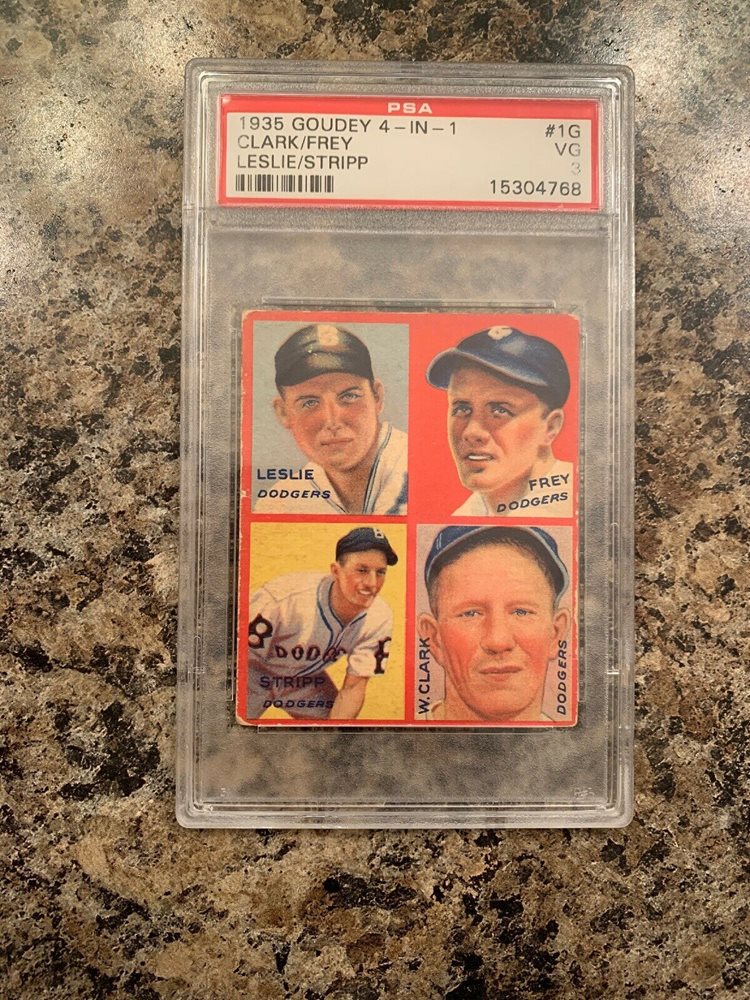 PSA
1935 GOUDEY 4-IN-1 #1G
CLARK/FREY VG
LESLIE/STRIPP 3
15304768
B
LESLIE
DODGERS
FREY
DODGERS
B
STRIPP
DODGERS
W. CLARK
DODGERS